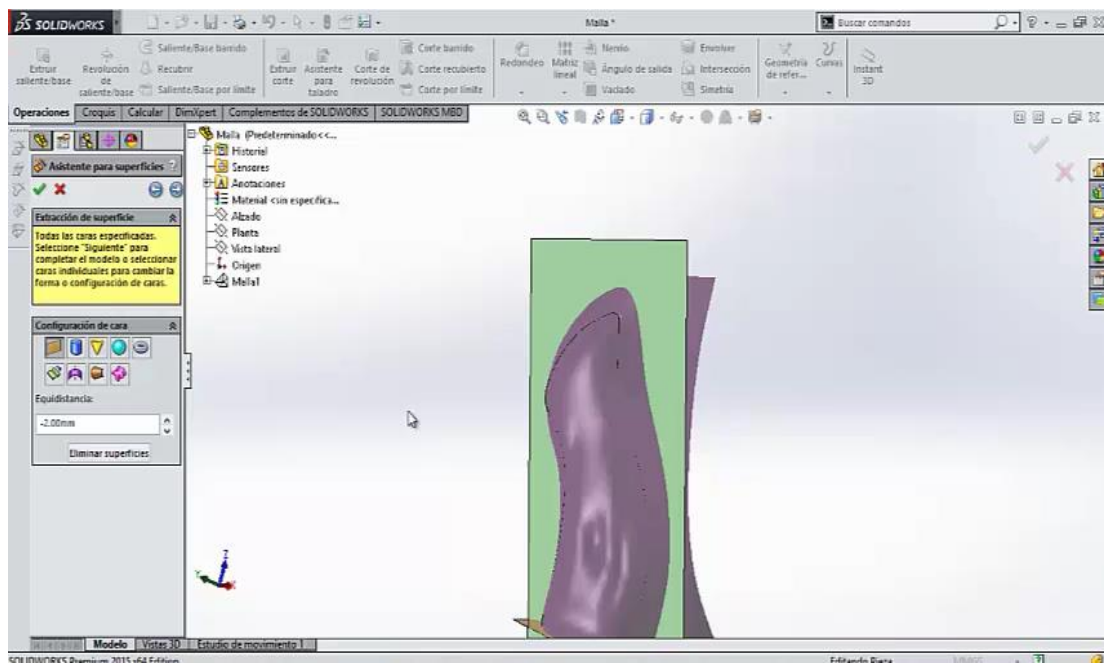 SOLIDWORKS
Malla *
Buscar comandos
Extruir saliente/base
Revolución de saliente/base
Saliente/Base barrido
Recubrir
Saliente/Base por límite
Extruir corte
Asistente para taladro
Corte de revolución
Corte barrido
Corte recubierto
Corte por límite
Redondeo
Matriz lineal
Nervio
Ángulo de salida
Vaciado
Envolver
Intersección
Simetría
Geometría de refer...
Curvas
Instant 3D
Operaciones
Croquis
Calcular
DimXpert
Complementos de SOLIDWORKS
SOLIDWORKS MBD
Asistente para superficies ?
Extracción de superficie
Todas las caras especificadas.
Seleccione "Siguiente" para
completar el modelo o seleccionar
caras individuales para cambiar la
forma o configuración de caras.
Configuración de cara
Equidistancia:
-2.00mm
Eliminar superficies
Malla (Predeterminado<<...
Historial
Sensores
Anotaciones
Material <sin especifica...
Alzado
Planta
Vista lateral
Origen
Malla1
Z
Modelo
Vistas 3D
Estudio de movimiento 1
SOLIDWORKS Premium 2015 x64 Edition
Editando Pieza